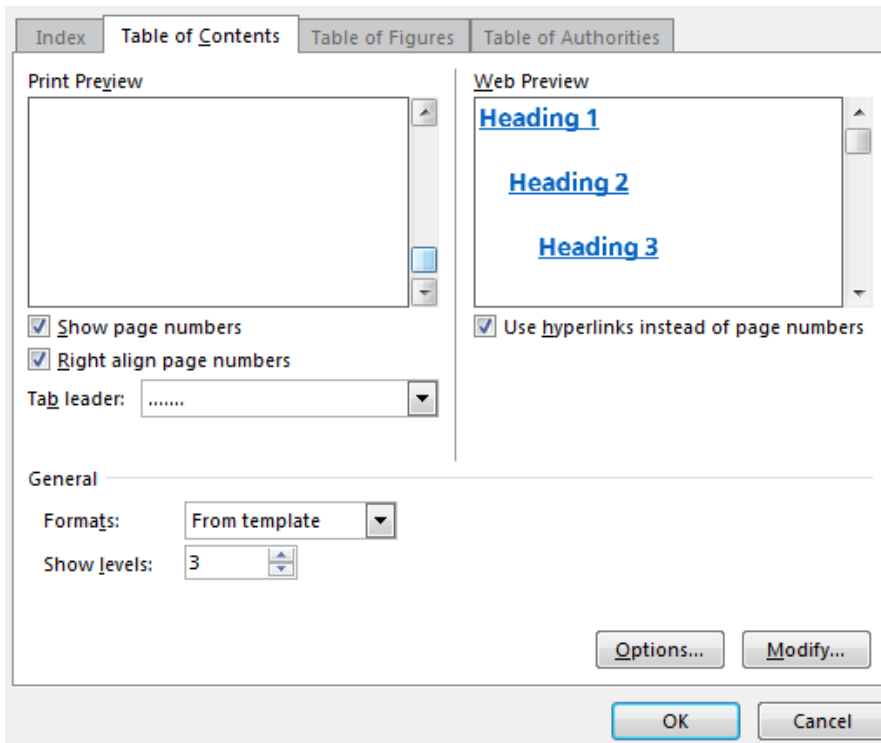 Index Table of Contents Table of Figures Table of Authorities
Print Preview
Web Preview
Heading 1
Heading 2
Heading 3
Show page numbers
Use hyperlinks instead of page numbers
Right align page numbers
Tab leader: .......
General
Formats: From template
Show levels: 3
Options... Modify...
OK Cancel